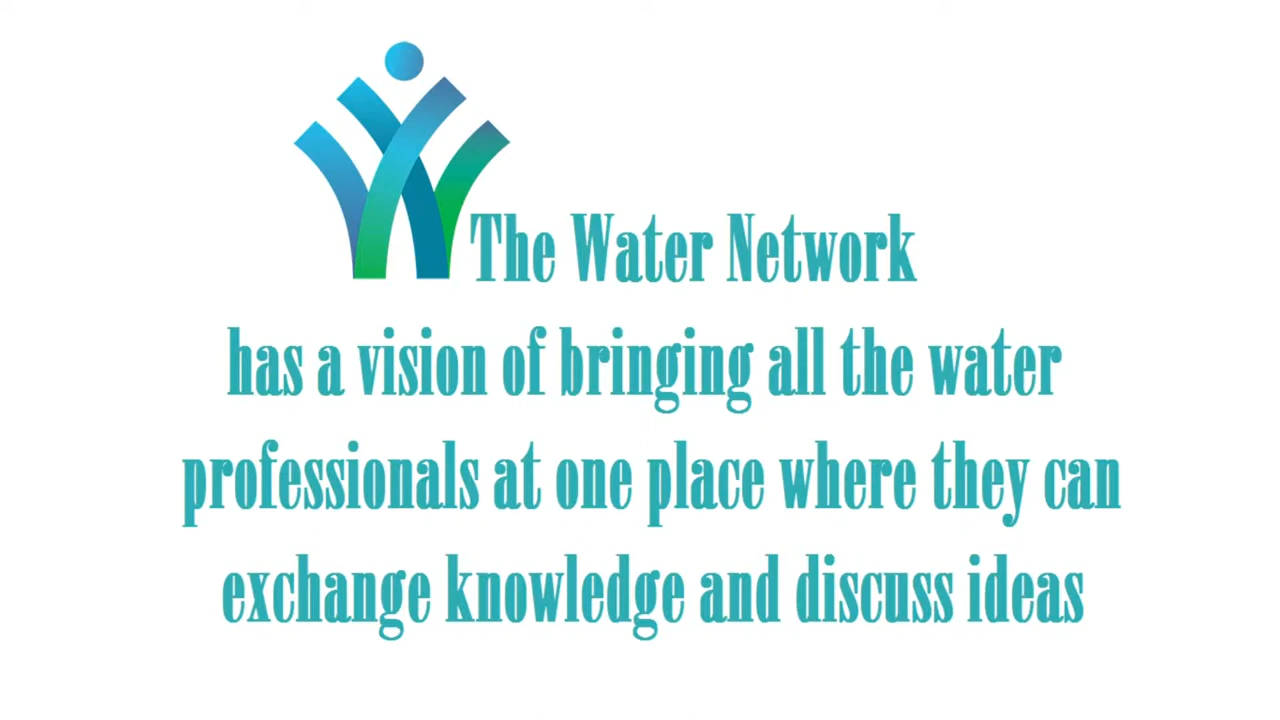 The Water Network
has a vision of bringing all the water
professionals at one place where they can
exchange knowledge and discuss ideas